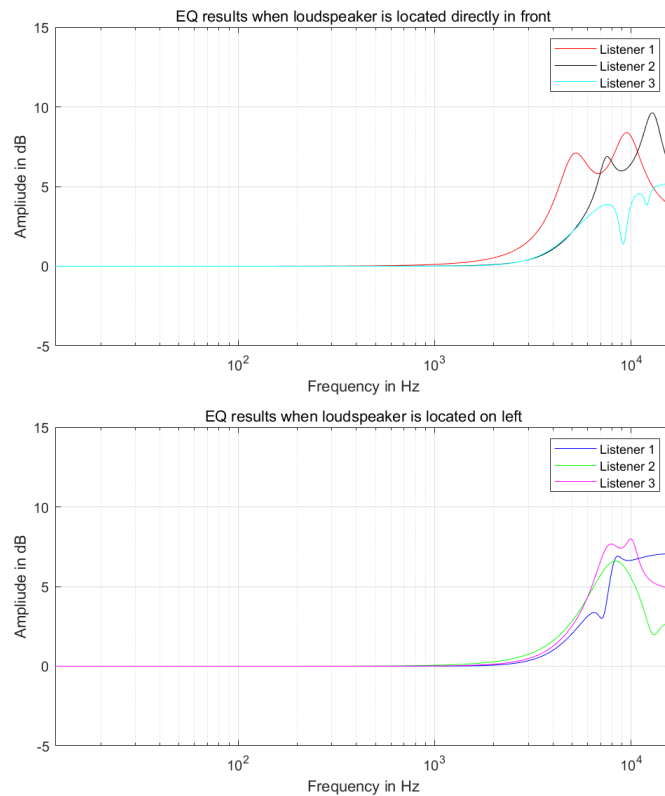 EQ results when loudspeaker is located directly in front
15
10
5
0
-5
Ampliude in dB
10²
10³
10⁴
Frequency in Hz
Listener 1
Listener 2
Listener 3
EQ results when loudspeaker is located on left
15
10
5
0
-5
Ampliude in dB
10²
10³
10⁴
Frequency in Hz
Listener 1
Listener 2
Listener 3